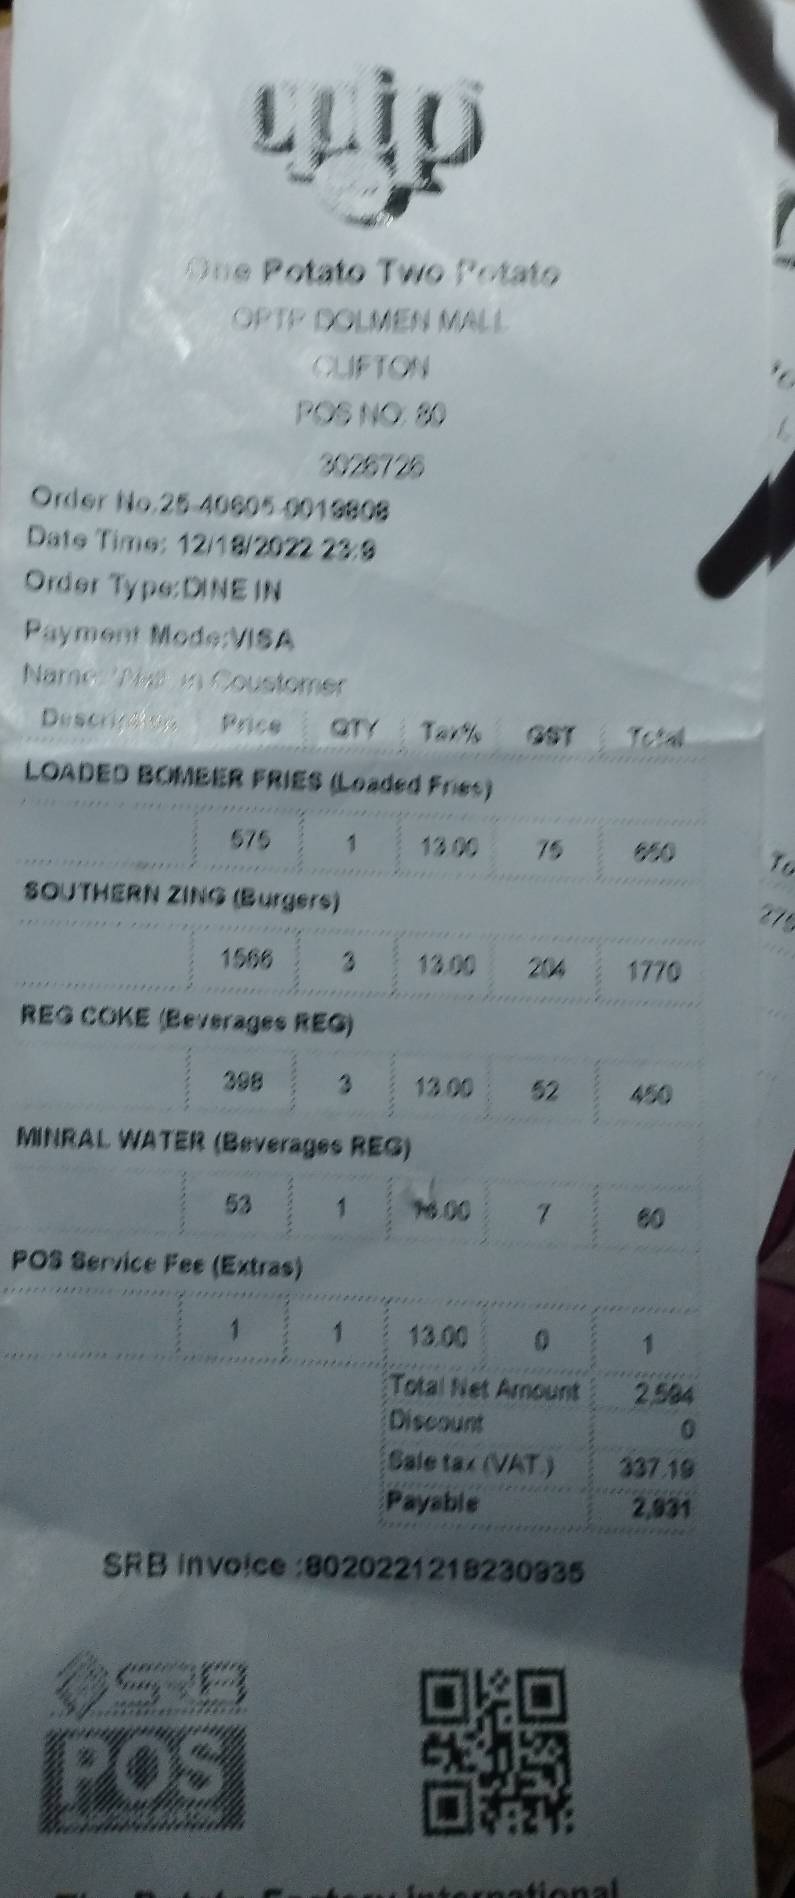 One Potato Two Potato
OPTP DOLMEN MALL
CLIFTON
POS NO: 80
3026726
Order No.25-40605-0019808
Date Time: 12/18/2022 23:9
Order Type:DINE IN
Payment Mode:VISA
Name: in Coustomer
Description Price QTY Tax% GST Total
LOADED BOMBER FRIES (Loaded Fries)
575 1 13.00 75 650
SOUTHERN ZING (Burgers)
1566 3 13.00 204 1770
REG COKE (Beverages REG)
398 3 13.00 52 450
MINRAL WATER (Beverages REG)
53 1 7 60
POS Service Fee (Extras)
1 1 13.00 0 1
Total Net Amount 2,594
Discount 0
Sale tax (VAT.) 337.19
Payable 2,931
SRB Invoice :8020221218230935
SRB
POS
International